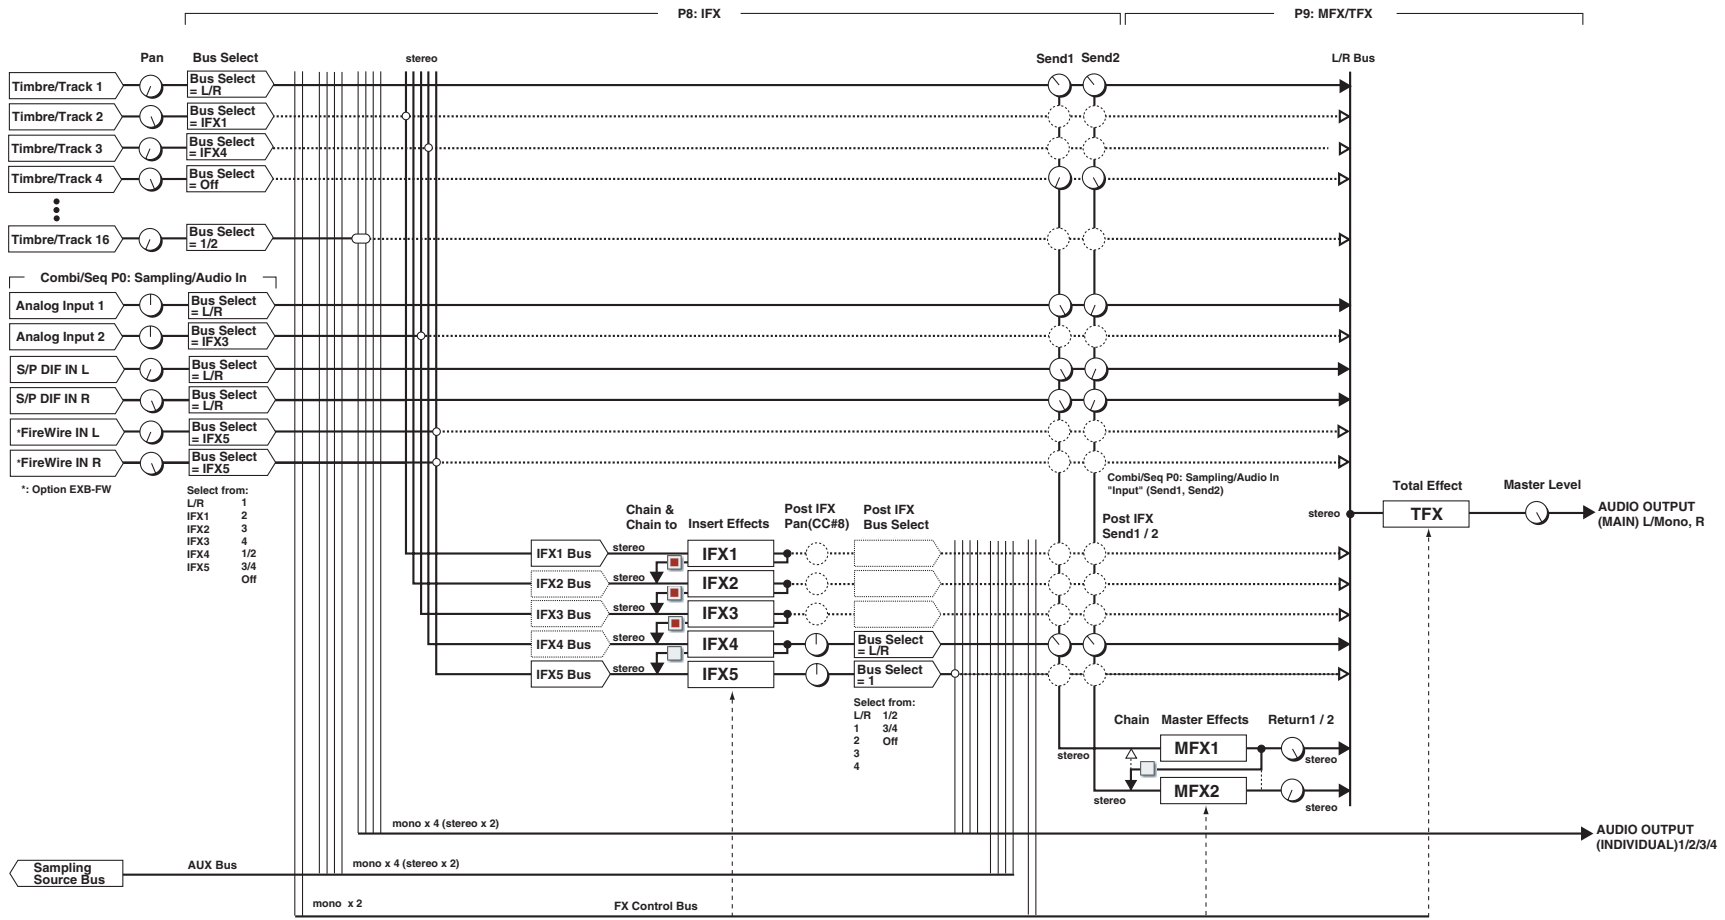 P8: IFX
P9: MFX/TFX
Pan
Bus Select
stereo
Send1
Send2
L/R Bus
Timbre/Track 1
Bus Select
= L/R
Timbre/Track 2
Bus Select
= IFX1
Timbre/Track 3
Bus Select
= IFX4
Timbre/Track 4
Bus Select
= Off
Timbre/Track 16
Bus Select
= 1/2
Combi/Seq P0: Sampling/Audio In
Analog Input 1
Bus Select
= L/R
Analog Input 2
Bus Select
= IFX3
S/P DIF IN L
Bus Select
= L/R
S/P DIF IN R
Bus Select
= L/R
*FireWire IN L
Bus Select
= IFX5
*FireWire IN R
Bus Select
= IFX5
*: Option EXB-FW
Select from:
L/R 1
IFX1 2
IFX2 3
IFX3 4
IFX4 1/2
IFX5 3/4
Off
Combi/Seq P0: Sampling/Audio In
"Input" (Send1, Send2)
Total Effect
Master Level
stereo
TFX
AUDIO OUTPUT
(MAIN) L/Mono, R
Chain &
Chain to
Insert Effects
Post IFX
Pan(CC#8)
Post IFX
Bus Select
Post IFX
Send1 / 2
IFX1 Bus
stereo
IFX1
IFX2 Bus
stereo
IFX2
IFX3 Bus
stereo
IFX3
IFX4 Bus
stereo
IFX4
Bus Select
= L/R
IFX5 Bus
stereo
IFX5
Bus Select
= 1
Select from:
L/R 1/2
1 3/4
2 Off
3
4
Chain
Master Effects
Return1 / 2
stereo
MFX1
stereo
MFX2
stereo
stereo
mono x 4 (stereo x 2)
AUDIO OUTPUT
(INDIVIDUAL)1/2/3/4
Sampling
Source Bus
AUX Bus
mono x 4 (stereo x 2)
mono x 2
FX Control Bus